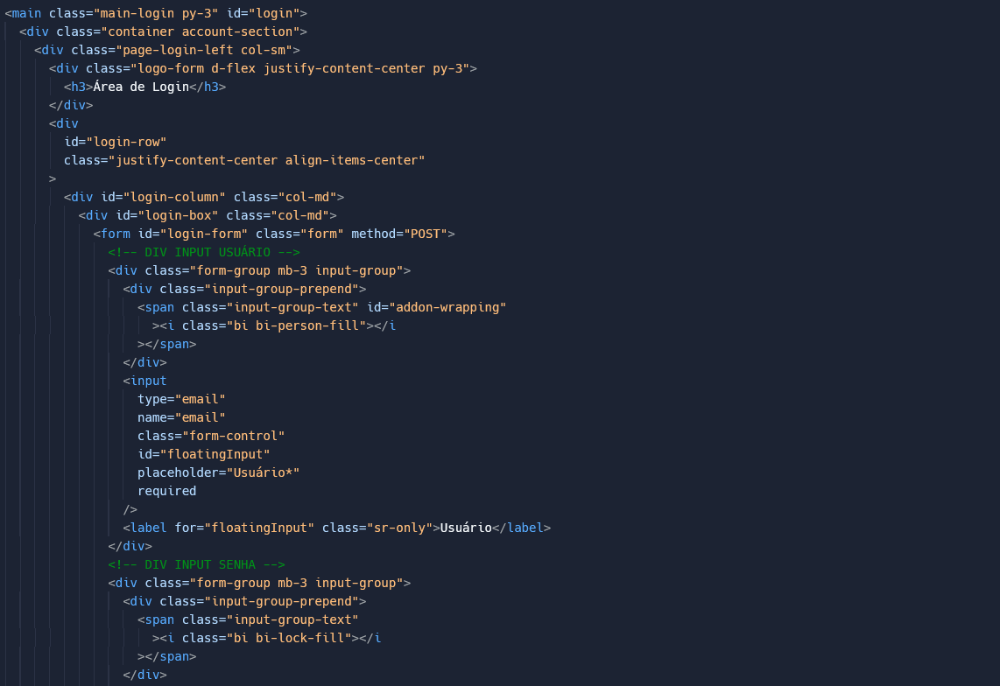 <main class="main-login py-3" id="login">
<div class="container account-section">
<div class="page-login-left col-sm">
<div class="logo-form d-flex justify-content-center py-3">
<h3>Área de Login</h3>
</div>
<div
id="login-row"
class="justify-content-center align-items-center"
>
<div id="login-column" class="col-md">
<div id="login-box" class="col-md">
<form id="login-form" class="form" method="POST">
<!-- DIV INPUT USUÁRIO -->
<div class="form-group mb-3 input-group">
<div class="input-group-prepend">
<span class="input-group-text" id="addon-wrapping"
><i class="bi bi-person-fill"></i
></span>
</div>
<input
type="email"
name="email"
class="form-control"
id="floatingInput"
placeholder="Usuário*"
required
/>
<label for="floatingInput" class="sr-only">Usuário</label>
</div>
<!-- DIV INPUT SENHA -->
<div class="form-group mb-3 input-group">
<div class="input-group-prepend">
<span class="input-group-text"
><i class="bi bi-lock-fill"></i
></span>
</div>